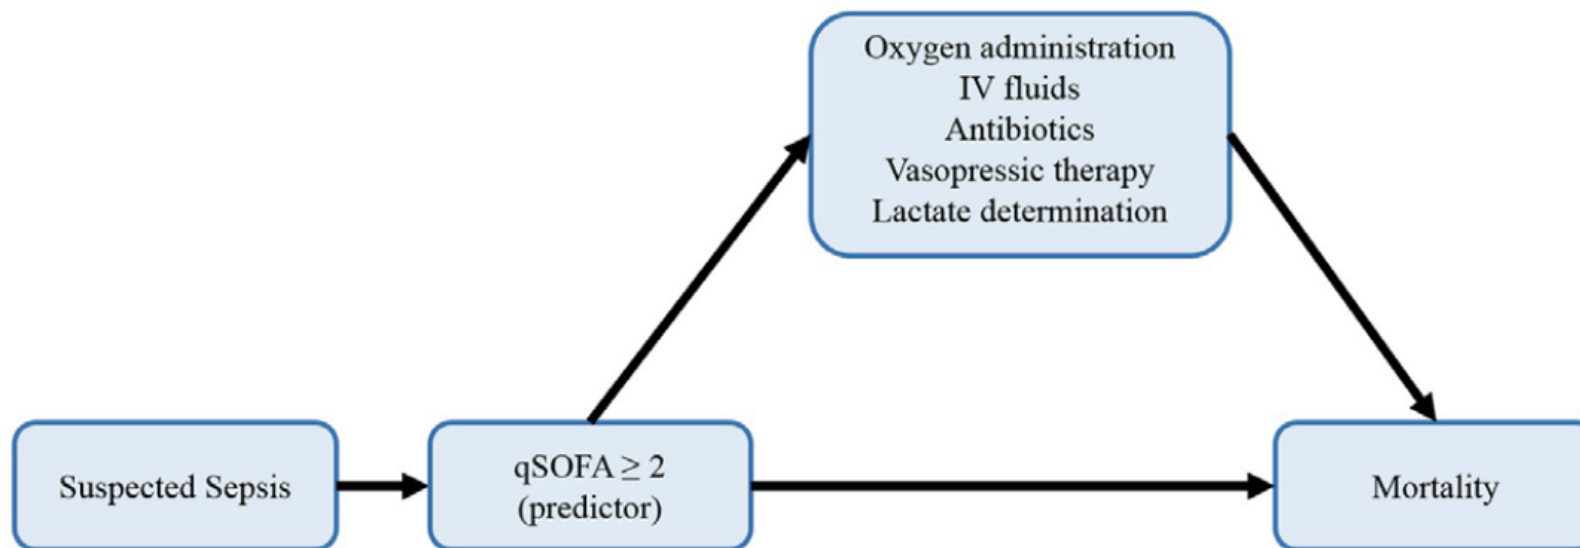 Oxygen administration
IV fluids
Antibiotics
Vasopressic therapy
Lactate determination
Suspected Sepsis
qSOFA ≥ 2
(predictor)
Mortality